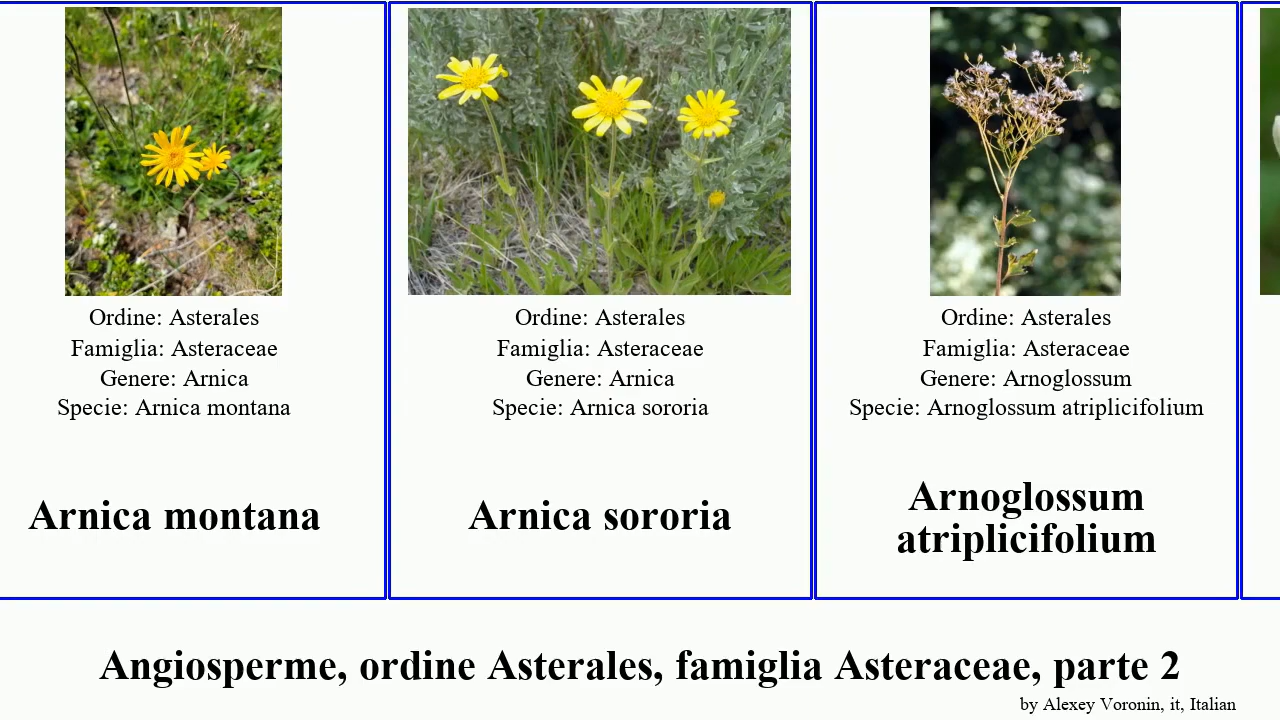 Ordine: Asterales
Famiglia: Asteraceae
Genere: Arnica
Specie: Arnica montana
Arnica montana
Ordine: Asterales
Famiglia: Asteraceae
Genere: Arnica
Specie: Arnica sororia
Arnica sororia
Ordine: Asterales
Famiglia: Asteraceae
Genere: Arnoglossum
Specie: Arnoglossum atriplicifolium
Arnoglossum
atriplicifolium
Angiosperme, ordine Asterales, famiglia Asteraceae, parte 2
by Alexey Voronin, it, Italian